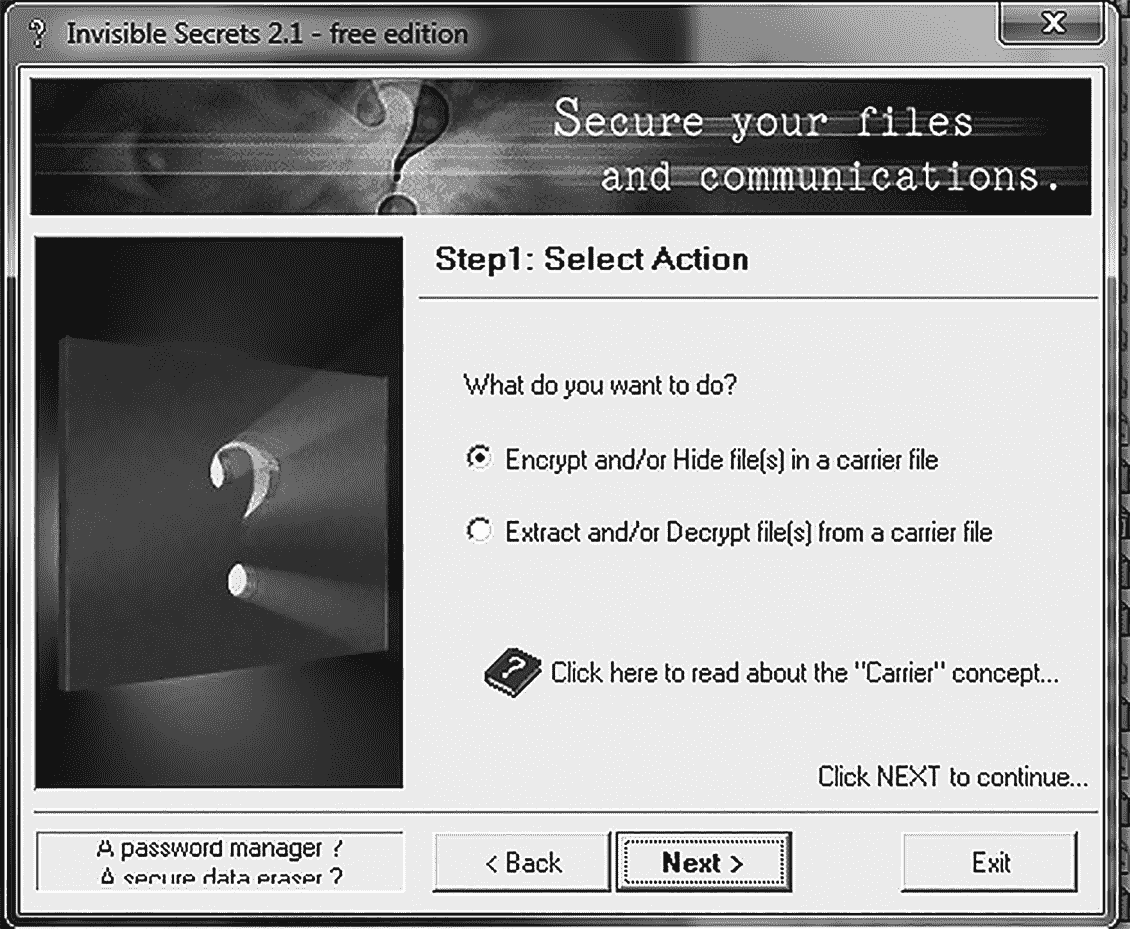 Invisible Secrets 2.1 - free edition
Secure your files
and communications.
Step1: Select Action
What do you want to do?
Encrypt and/or Hide file(s) in a carrier file
Extract and/or Decrypt file(s) from a carrier file
Click here to read about the "Carrier" concept...
Click NEXT to continue...
A password manager ?
A secure data eraser ?
< Back
Next >
Exit